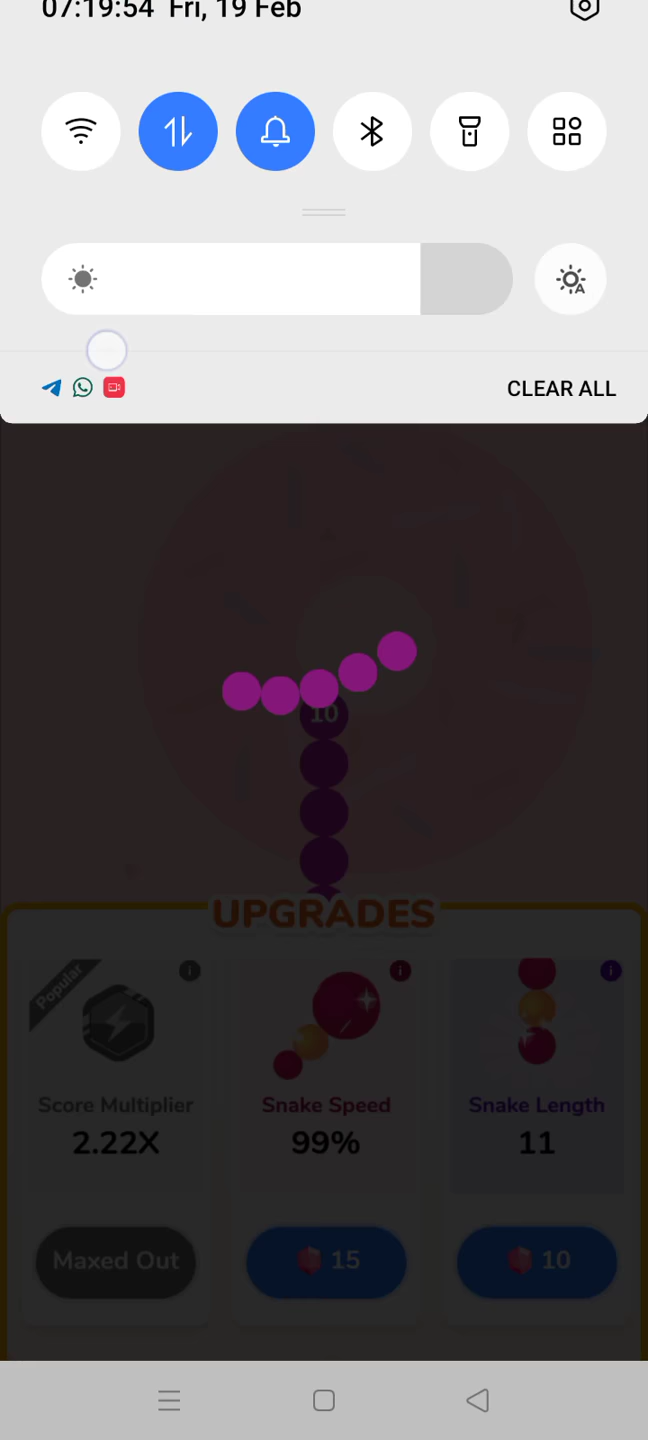 07:19:54 Fri, 19 Feb
CLEAR ALL
10
UPGRADES
Popular
Score Multiplier
2.22X
Maxed Out
Snake Speed
99%
15
Snake Length
11
10